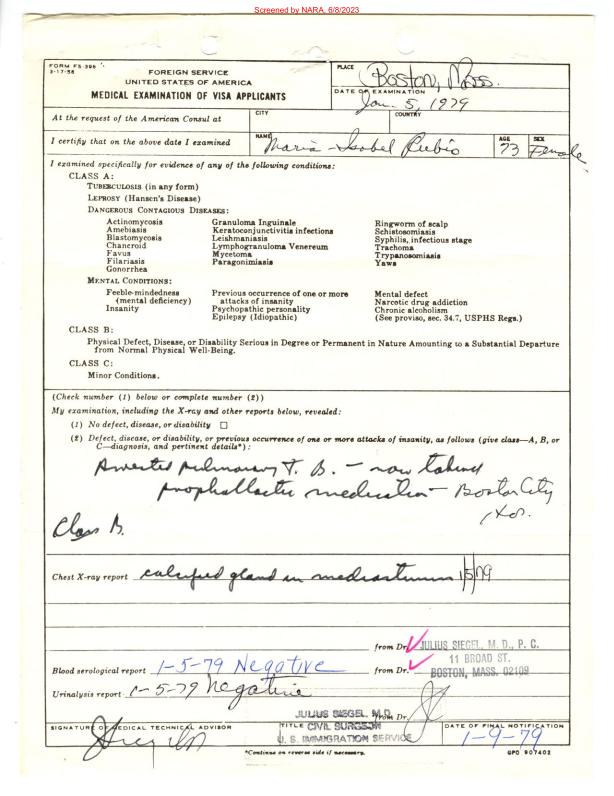 Screened by NARA, 6/8/2023
FORM FS-398
3-17-58
FOREIGN SERVICE
UNITED STATES OF AMERICA
MEDICAL EXAMINATION OF VISA APPLICANTS
PLACE
Boston, Mass.
DATE OF EXAMINATION
Jan. 5, 1979
At the request of the American Consul at
CITY
COUNTRY
I certify that on the above date I examined
NAME
Maria Isobel Rubio
AGE
73
SEX
Female
I examined specifically for evidence of any of the following conditions:
CLASS A:
TUBERCULOSIS (in any form)
LEPROSY (Hansen's Disease)
DANGEROUS CONTAGIOUS DISEASES:
Actinomycosis
Amebiasis
Blastomycosis
Chancroid
Favus
Filariasis
Gonorrhea
Granuloma Inguinale
Keratoconjunctivitis infections
Leishmaniasis
Lymphogranuloma Venereum
Mycetoma
Paragonimiasis
Ringworm of scalp
Schistosomiasis
Syphilis, infectious stage
Trachoma
Trypanosomiasis
Yaws
MENTAL CONDITIONS:
Feeble-mindedness
(mental deficiency)
Insanity
Previous occurrence of one or more
attacks of insanity
Psychopathic personality
Epilepsy (Idiopathic)
Mental defect
Narcotic drug addiction
Chronic alcoholism
(See proviso, sec. 34.7, USPHS Regs.)
CLASS B:
Physical Defect, Disease, or Disability Serious in Degree or Permanent in Nature Amounting to a Substantial Departure
from Normal Physical Well-Being.
CLASS C:
Minor Conditions.
(Check number (1) below or complete number (2))
My examination, including the X-ray and other reports below, revealed:
(1) No defect, disease, or disability
(2) Defect, disease, or disability, or previous occurrence of one or more attacks of insanity, as follows (give class—A, B, or
C—diagnosis, and pertinent details*):
Arrested Pulmonary T. B. - now taking
prophallactic medication - Boston City
Class B.
Chest X-ray report calcified gland in mediastinum 1/5/79
from Dr. JULIUS SIEGEL, M. D., P. C.
11 BROAD ST.
Blood serological report 1-5-79 Negative from Dr. BOSTON, MASS. 02109
Urinalysis report 1-5-79 Negative
from Dr.
JULIUS SIEGEL, M.D.
SIGNATURE OF MEDICAL TECHNICAL ADVISOR
TITLE CIVIL SURGEON
U. S. IMMIGRATION SERVICE
DATE OF FINAL NOTIFICATION
1-9-79
*Continue on reverse side if necessary.
GPO 907402